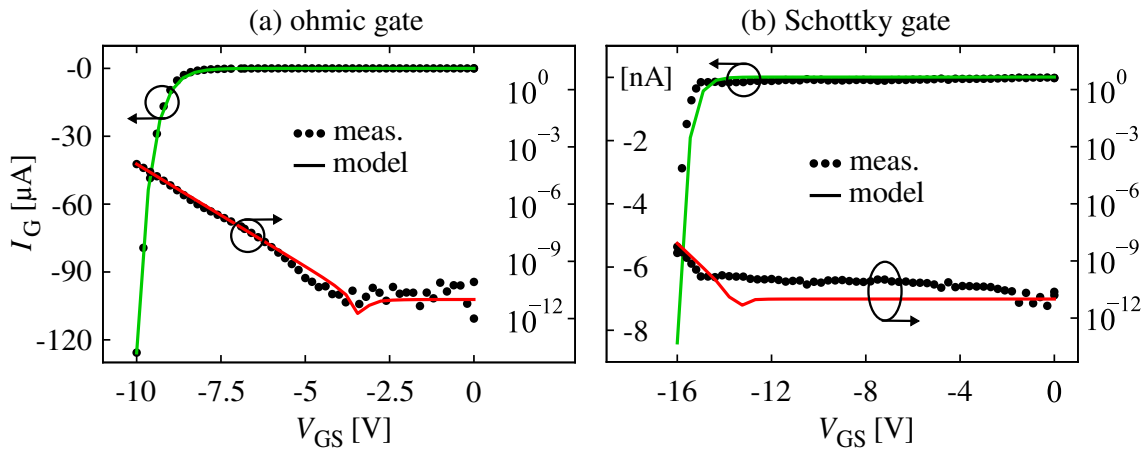 (a) ohmic gate
(b) Schottky gate
-0
-30
-60
-90
-120
I_G [µA]
10^0
10^−3
10^−6
10^−9
10^−12
meas.
model
-10
-7.5
-5
-2.5
0
V_GS [V]
[nA]
-2
-4
-6
-8
10^0
10^−3
10^−6
10^−9
10^−12
meas.
model
-16
-12
-8
-4
0
V_GS [V]